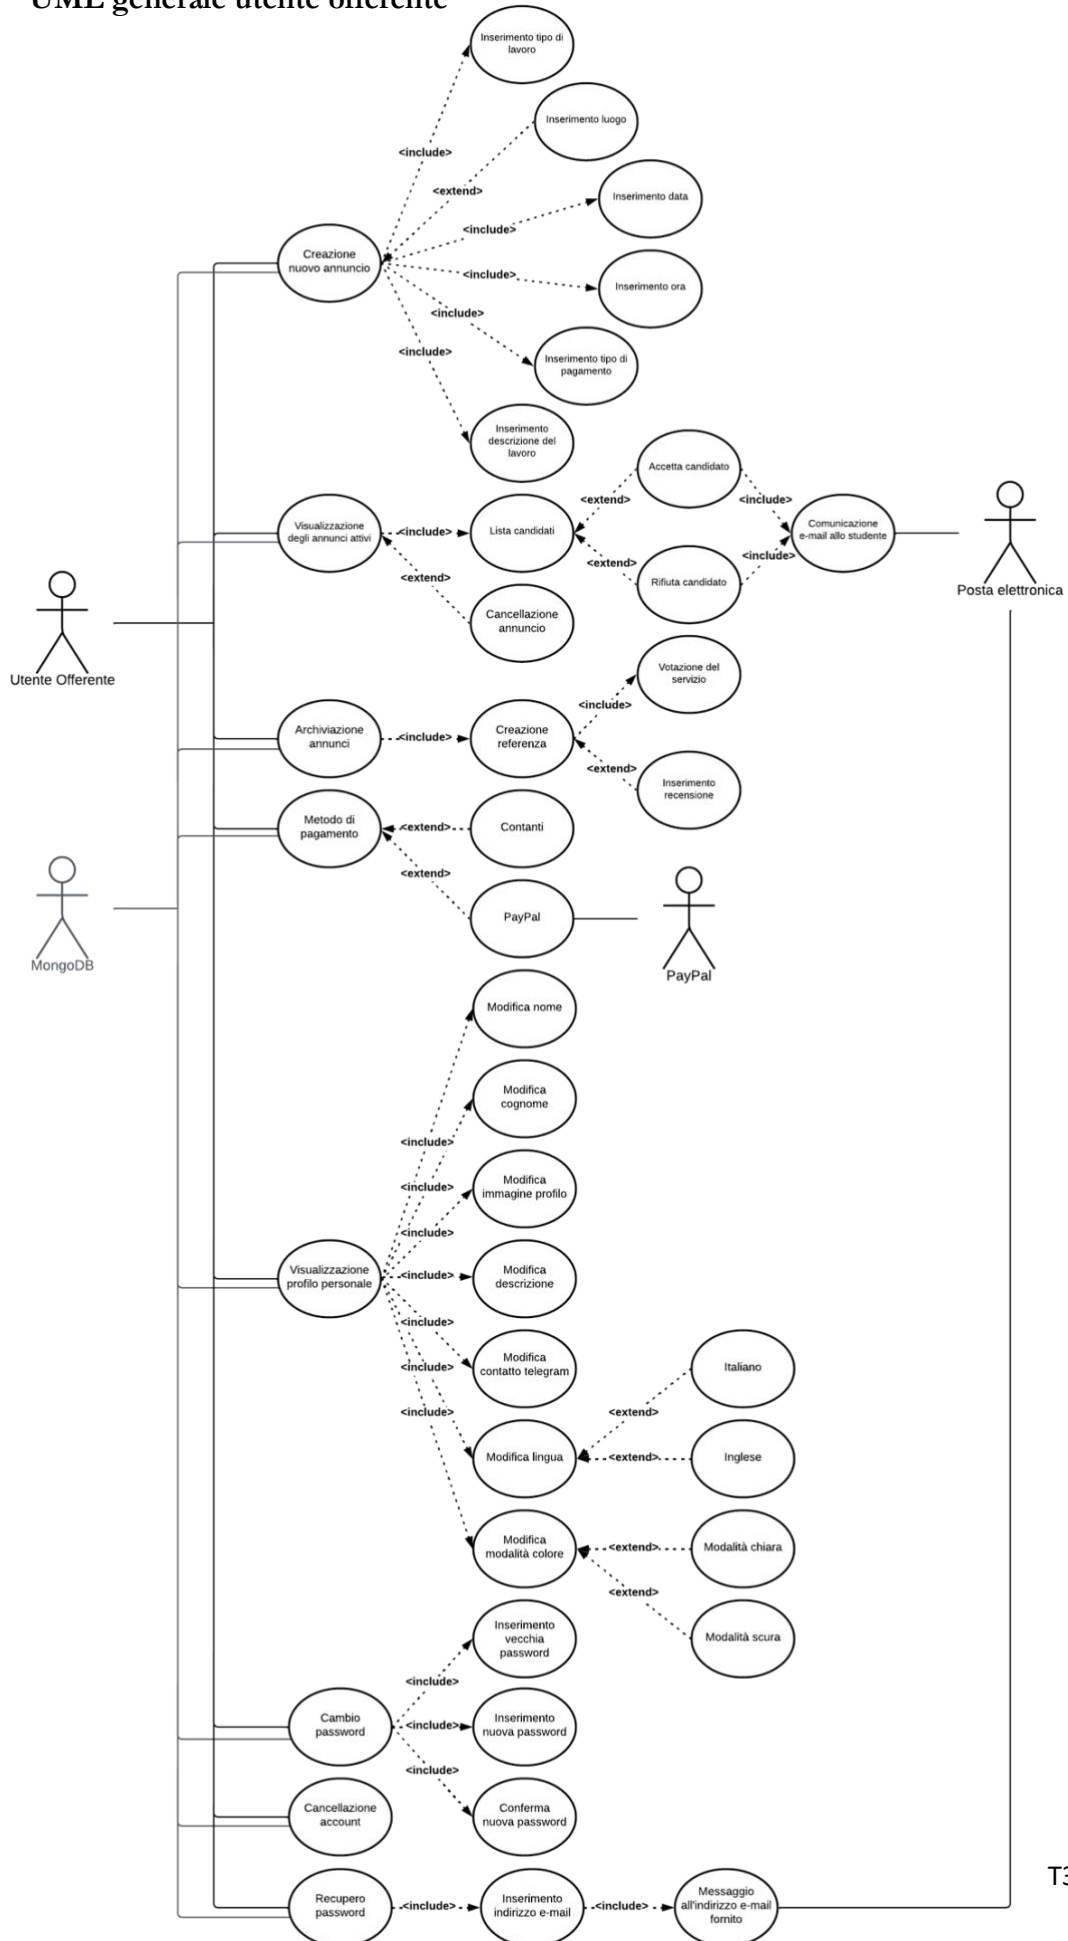 UML generale utente offerente
Inserimento tipo di
lavoro
Inserimento luogo
<include>
<extend>
Inserimento data
<include>
Creazione
nuovo annuncio
<include>
Inserimento ora
<include>
<include>
Inserimento tipo di
pagamento
Inserimento
descrizione del
lavoro
Accetta candidato
<extend>
<include>
Visualizzazione
degli annunci attivi
<include>
Lista candidati
Comunicazione
e-mail allo studente
<include>
<extend>
<extend>
Rifiuta candidato
Posta elettronica
Cancellazione
annuncio
Utente Offerente
Votazione del
servizio
<include>
Archiviazione
annunci
<include>
Creazione
referenza
<extend>
Inserimento
recensione
Metodo di
pagamento
<extend>
Contanti
<extend>
PayPal
MongoDB
PayPal
Modifica nome
Modifica
cognome
<include>
<include>
Modifica
immagine profilo
<include>
Visualizzazione
profilo personale
<include>
Modifica
descrizione
<include>
<include>
Modifica
contatto telegram
Italiano
<include>
<extend>
Modifica lingua
<extend>
Inglese
Modifica
modalità colore
<extend>
Modalità chiara
<extend>
Inserimento
vecchia
password
Modalità scura
<include>
Cambio
password
<include>
Inserimento
nuova password
<include>
Cancellazione
account
Conferma
nuova password
T3
Recupero
password
<include>
Inserimento
indirizzo e-mail
<include>
Messaggio
all'indirizzo e-mail
fornito